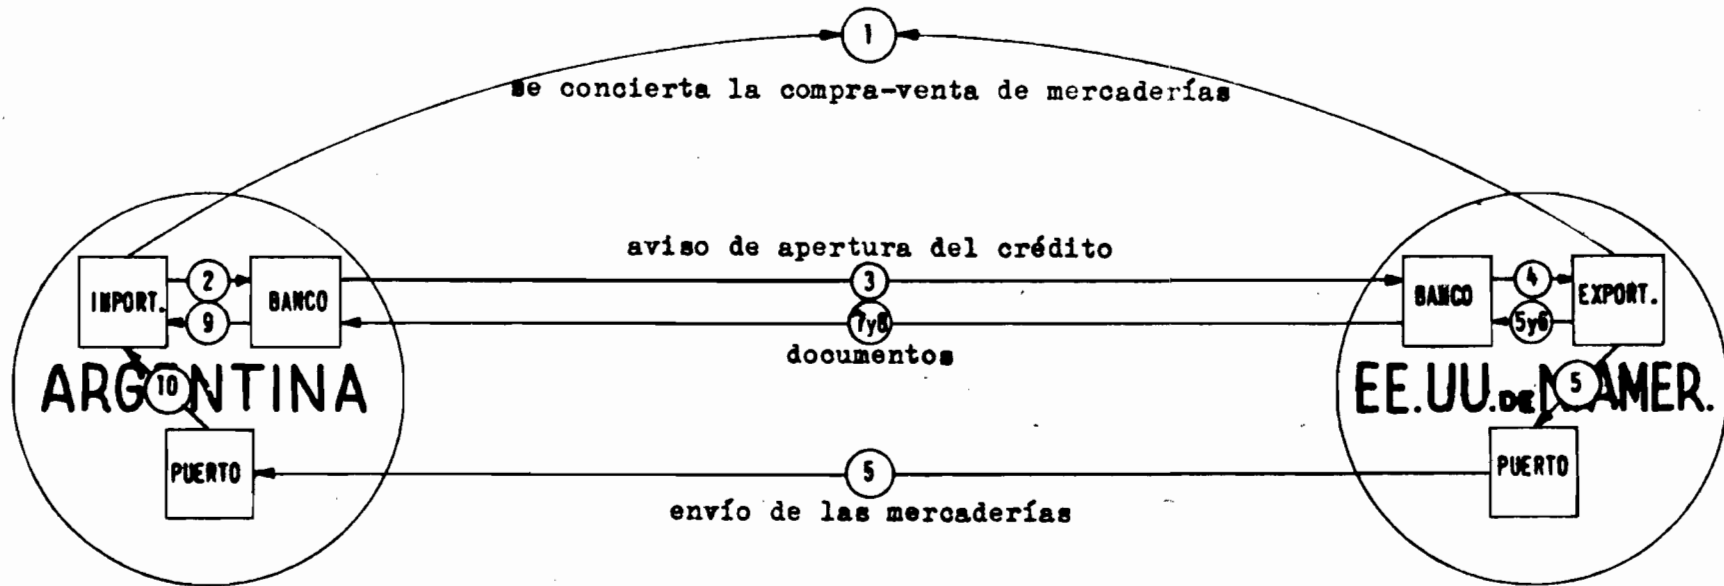 1
se concierta la compra-venta de mercaderías
aviso de apertura del crédito
IMPORT.
2
BANCO
3
BANCO
4
EXPORT.
9
7y8
5y6
documentos
ARGENTINA
10
EE.UU. DE N. AMER.
5
PUERTO
5
PUERTO
envío de las mercaderías